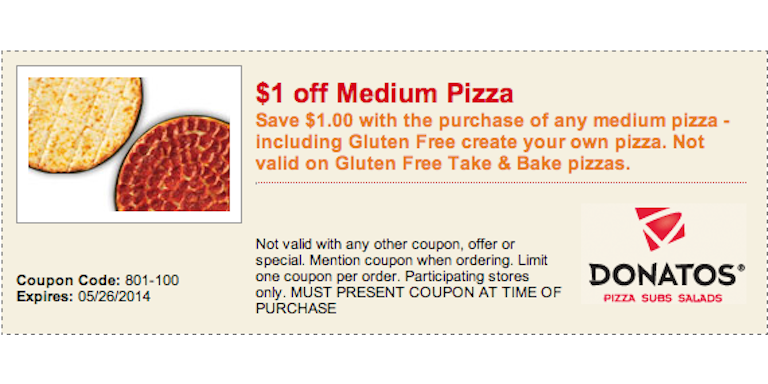 $1 off Medium Pizza
Save $1.00 with the purchase of any medium pizza -
including Gluten Free create your own pizza. Not
valid on Gluten Free Take & Bake pizzas.
Not valid with any other coupon, offer or
special. Mention coupon when ordering. Limit
one coupon per order. Participating stores
only. MUST PRESENT COUPON AT TIME OF
PURCHASE
Coupon Code: 801-100
Expires: 05/26/2014
DONATOS®
PIZZA SUBS SALADS